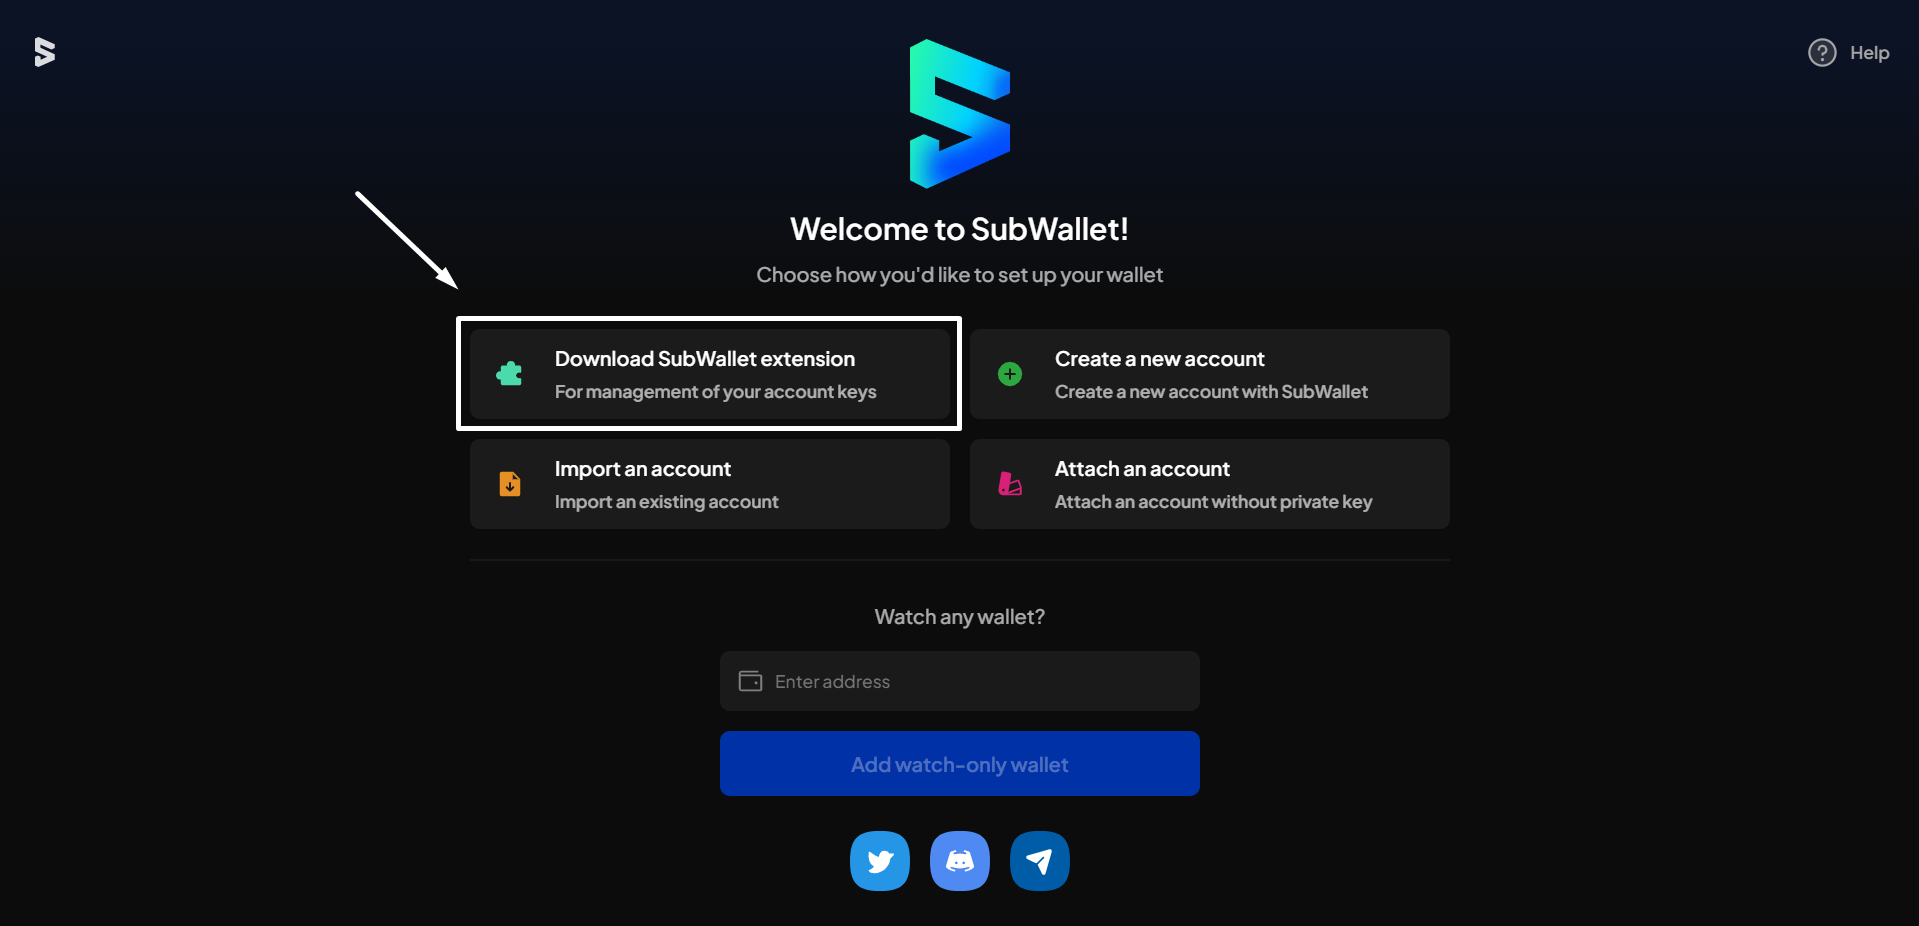 Help
Welcome to SubWallet!
Choose how you'd like to set up your wallet
Download SubWallet extension
For management of your account keys
Create a new account
Create a new account with SubWallet
Import an account
Import an existing account
Attach an account
Attach an account without private key
Watch any wallet?
Enter address
Add watch-only wallet